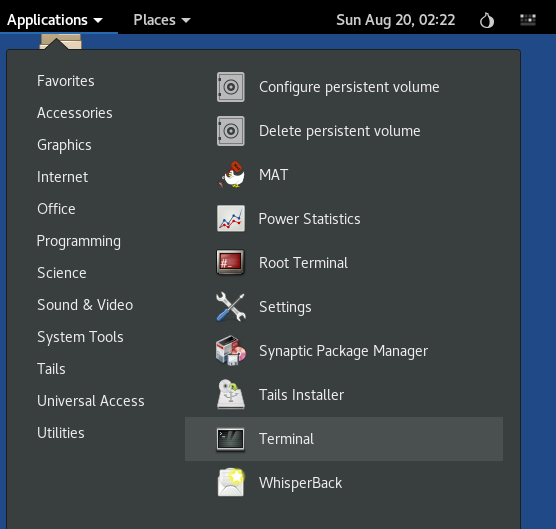 Applications Places Sun Aug 20, 02:22
Favorites
Accessories
Graphics
Internet
Office
Programming
Science
Sound & Video
System Tools
Tails
Universal Access
Utilities
Configure persistent volume
Delete persistent volume
MAT
Power Statistics
#_ Root Terminal
Settings
Synaptic Package Manager
Tails Installer
>_ Terminal
WhisperBack